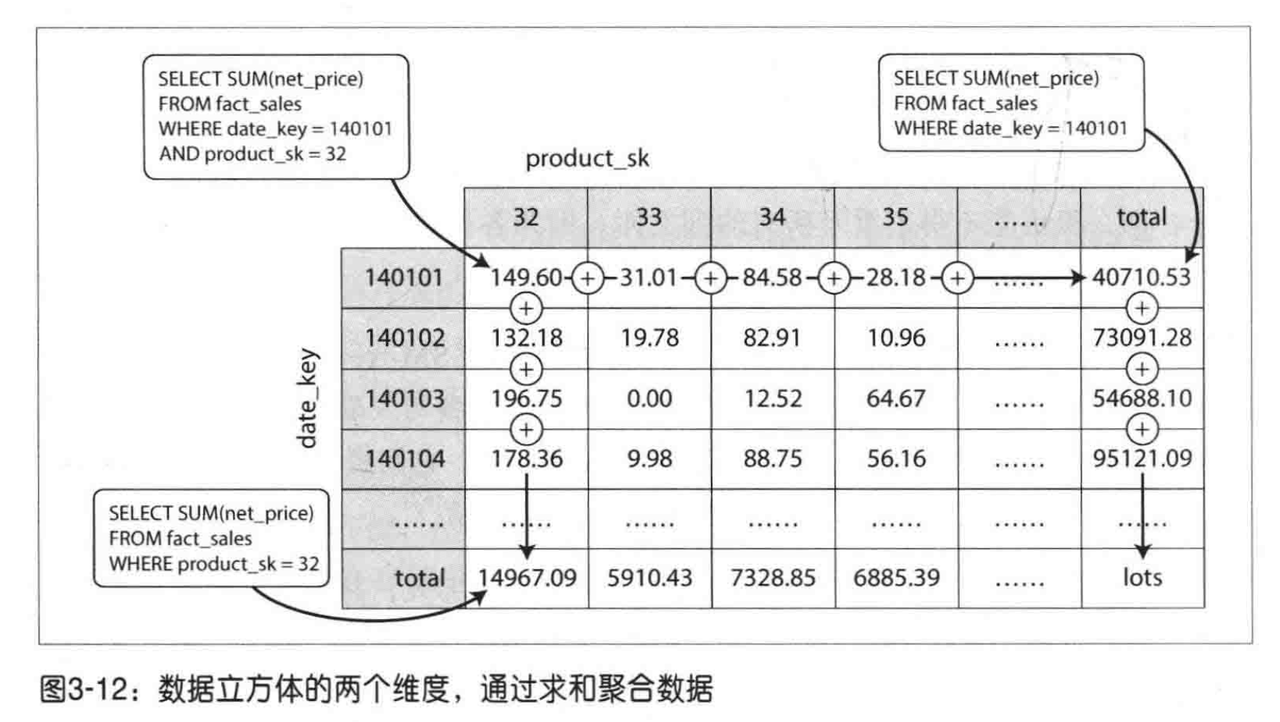 SELECT SUM(net_price)
FROM fact_sales
WHERE date_key = 140101
AND product_sk = 32
SELECT SUM(net_price)
FROM fact_sales
WHERE date_key = 140101
product_sk
32 33 34 35 …… total
140101 149.60 + 31.01 + 84.58 + 28.18 + …… 40710.53
+ +
140102 132.18 19.78 82.91 10.96 …… 73091.28
+ +
date_key
140103 196.75 0.00 12.52 64.67 …… 54688.10
+ +
140104 178.36 9.98 88.75 56.16 …… 95121.09
SELECT SUM(net_price)
FROM fact_sales
WHERE product_sk = 32
…… …… …… …… …… …… ……
total 14967.09 5910.43 7328.85 6885.39 …… lots
图3-12：数据立方体的两个维度，通过求和聚合数据